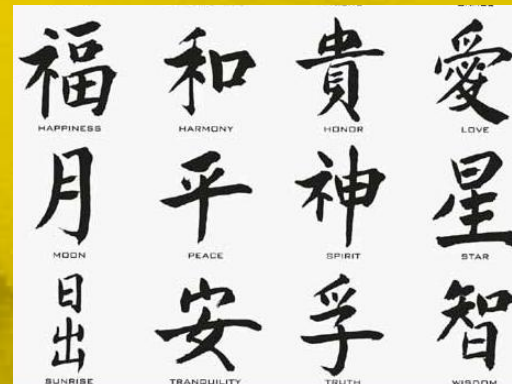 福 和 貴 愛
HAPPINESS HARMONY HONOR LOVE
月 平 神 星
MOON PEACE SPIRIT STAR
日出 安 孚 智
SUNRISE TRANQUILITY TRUTH WISDOM